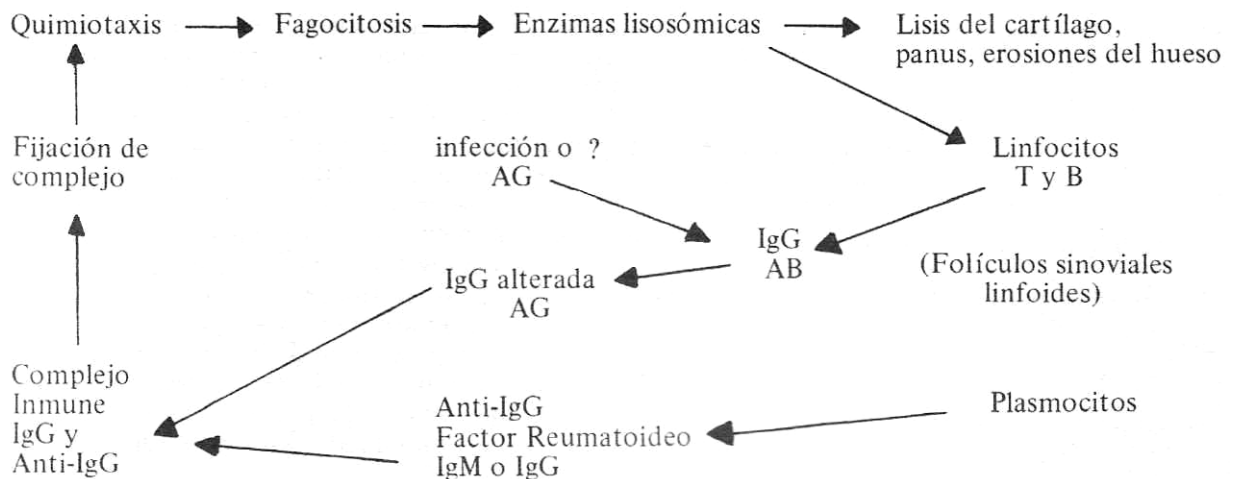 Quimiotaxis
Fagocitosis
Enzimas lisosómicas
Lisis del cartílago,
panus, erosiones del hueso
Fijación de
complejo
infección o ?
AG
Linfocitos
T y B
IgG
AB
(Folículos sinoviales
linfoides)
IgG alterada
AG
Complejo
Inmune
IgG y
Anti-IgG
Anti-IgG
Factor Reumatoideo
IgM o IgG
Plasmocitos